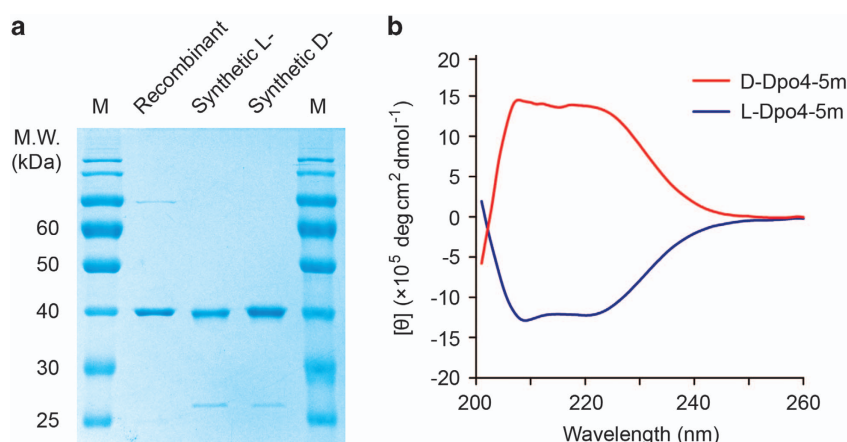 a
M
Recombinant
Synthetic L-
Synthetic D-
M
M.W.
(kDa)
60
50
40
30
25
b
20
15
10
5
0
-5
-10
-15
-20
[θ] (×10⁵ deg cm² dmol⁻¹)
D-Dpo4-5m
L-Dpo4-5m
200
220
240
260
Wavelength (nm)